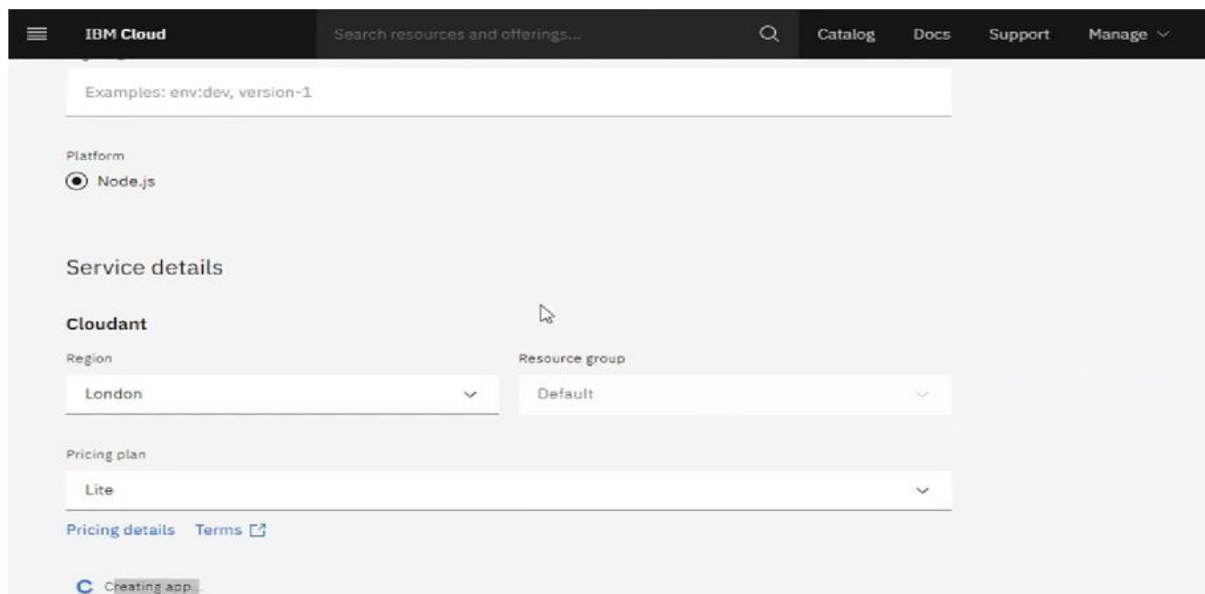 IBM Cloud Search resources and offerings... Catalog Docs Support Manage
Examples: env:dev, version-1
Platform
Node.js
Service details
Cloudant
Region Resource group
London Default
Pricing plan
Lite
Pricing details Terms
Creating app...